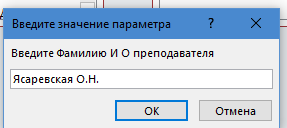 Введите значение параметра
Введите Фамилию И О преподавателя
Ясаревская О.Н.
ОК
Отмена